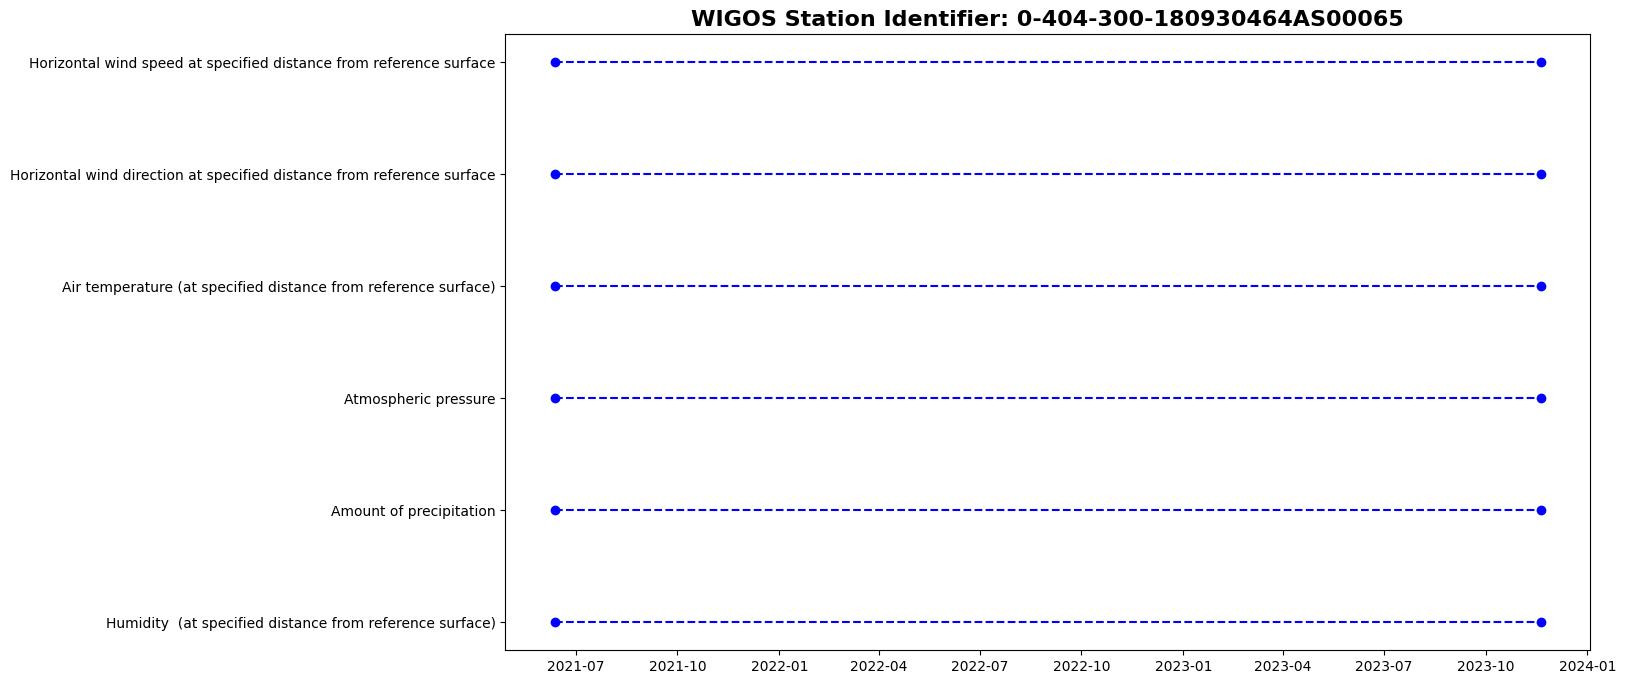 WIGOS Station Identifier: 0-404-300-180930464AS00065
Horizontal wind speed at specified distance from reference surface
Horizontal wind direction at specified distance from reference surface
Air temperature (at specified distance from reference surface)
Atmospheric pressure
Amount of precipitation
Humidity  (at specified distance from reference surface)
2021-07 2021-10 2022-01 2022-04 2022-07 2022-10 2023-01 2023-04 2023-07 2023-10 2024-01